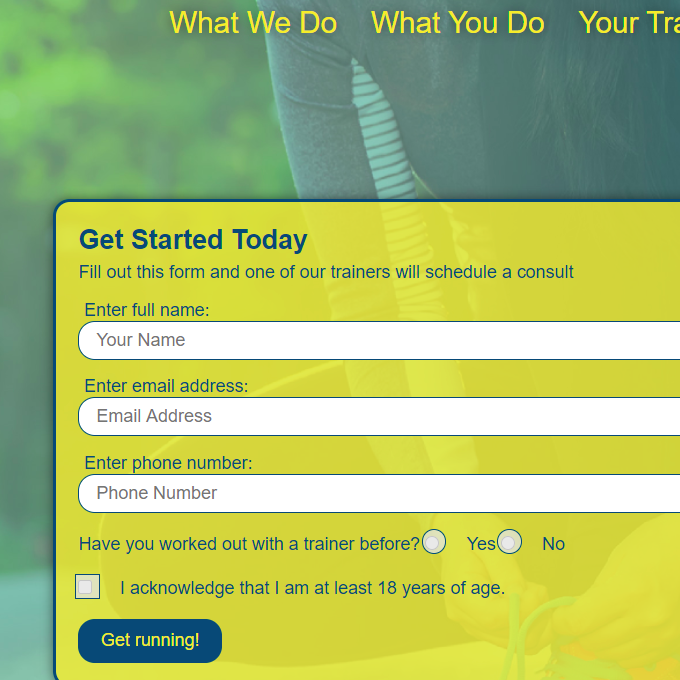 What We Do What You Do Your Tra
Get Started Today
Fill out this form and one of our trainers will schedule a consult
Enter full name:
Your Name
Enter email address:
Email Address
Enter phone number:
Phone Number
Have you worked out with a trainer before? Yes No
I acknowledge that I am at least 18 years of age.
Get running!